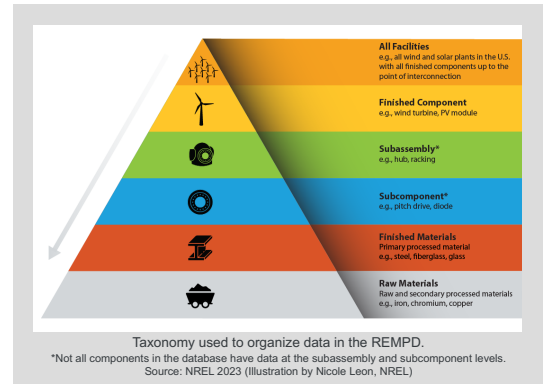 All Facilities
e.g., all wind and solar plants in the U.S.
with all finished components up to the
point of interconnection
Finished Component
e.g., wind turbine, PV module
Subassembly*
e.g., hub, racking
Subcomponent*
e.g., pitch drive, diode
Finished Materials
Primary processed material
e.g., steel, fiberglass, glass
Raw Materials
Raw and secondary processed materials
e.g., iron, chromium, copper
Taxonomy used to organize data in the REMPD.
*Not all components in the database have data at the subassembly and subcomponent levels.
Source: NREL 2023 (Illustration by Nicole Leon, NREL)